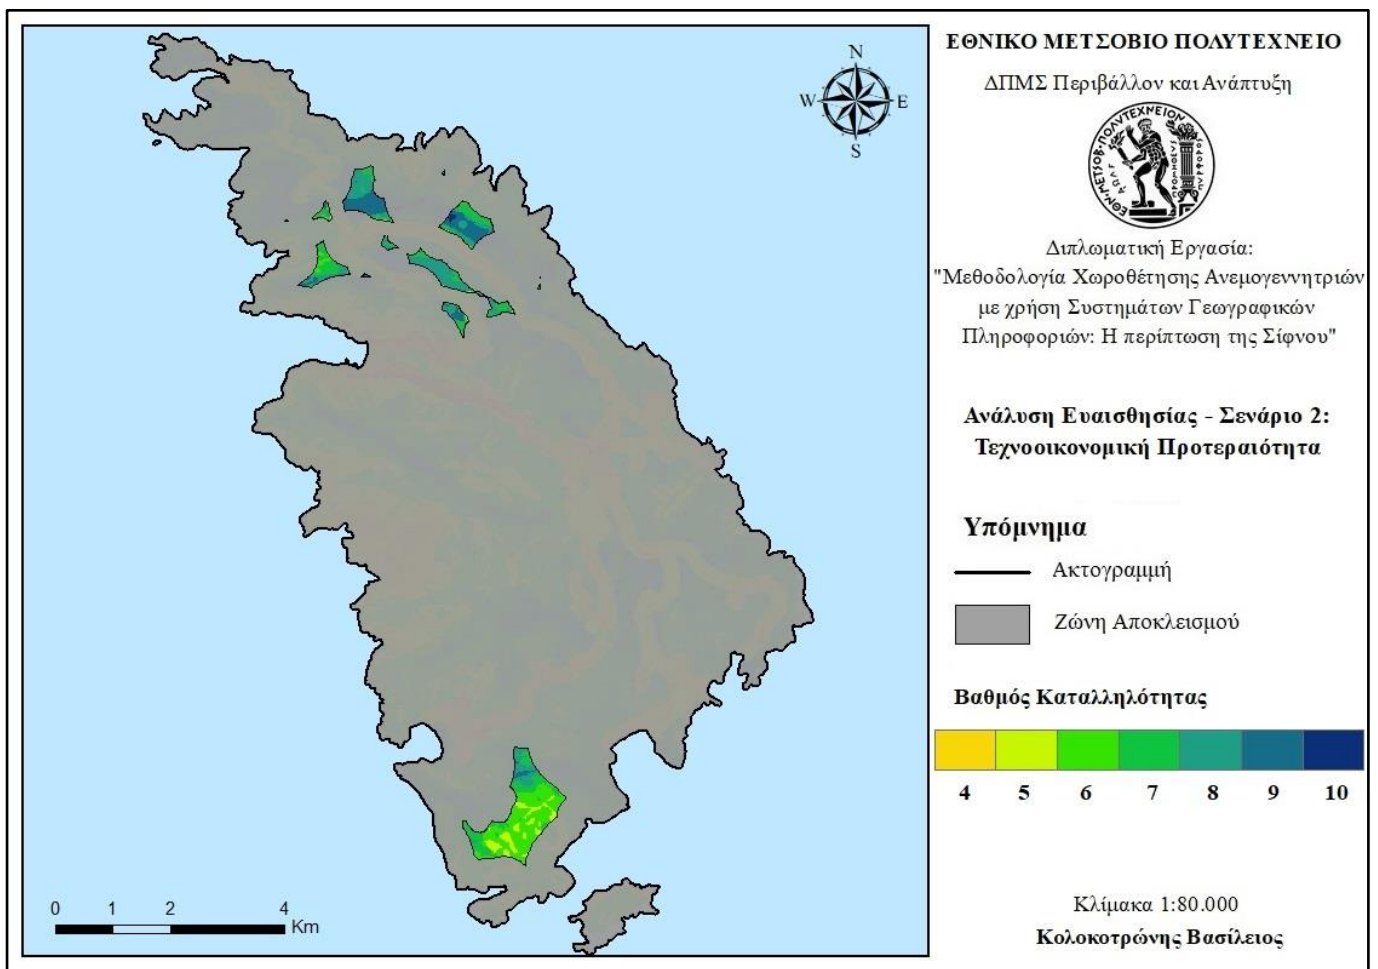 ΕΘΝΙΚΟ ΜΕΤΣΟΒΙΟ ΠΟΛΥΤΕΧΝΕΙΟ
ΔΠΜΣ Περιβάλλον και Ανάπτυξη
Διπλωματική Εργασία:
"Μεθοδολογία Χωροθέτησης Ανεμογεννητριών
με χρήση Συστημάτων Γεωγραφικών
Πληροφοριών: Η περίπτωση της Σίφνου"
Ανάλυση Ευαισθησίας - Σενάριο 2:
Τεχνοοικονομική Προτεραιότητα
Υπόμνημα
Ακτογραμμή
Ζώνη Αποκλεισμού
Βαθμός Καταλληλότητας
4 5 6 7 8 9 10
Κλίμακα 1:80.000
Κολοκοτρώνης Βασίλειος
N
W E
S
0 1 2 4
Km